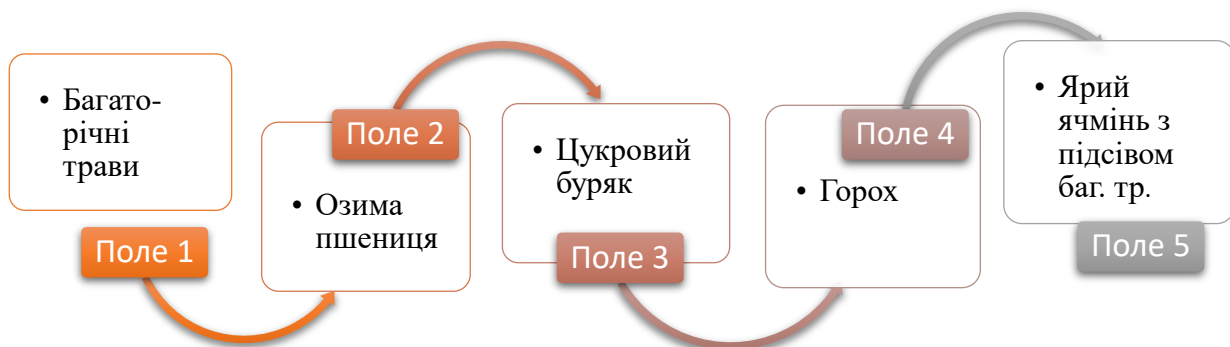 • Багато-
річні
трави
Поле 1
Поле 2
• Озима
пшениця
• Цукровий
буряк
Поле 3
Поле 4
• Горох
• Ярий
ячмінь з
підсівом
баг. тр.
Поле 5